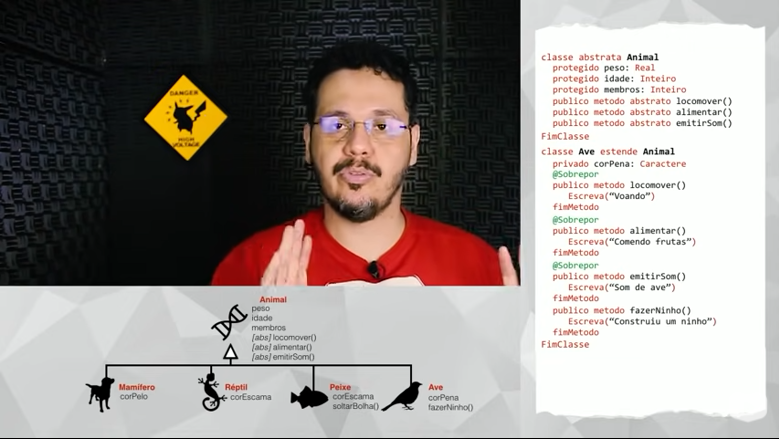 DANGER
HIGH
VOLTAGE
classe abstrata Animal
protegido peso: Real
protegido idade: Inteiro
protegido membros: Inteiro
publico metodo abstrato locomover()
publico metodo abstrato alimentar()
publico metodo abstrato emitirSom()
FimClasse
classe Ave estende Animal
privado corPena: Caractere
@Sobrepor
publico metodo locomover()
Escreva(“Voando”)
fimMetodo
@Sobrepor
publico metodo alimentar()
Escreva(“Comendo frutas”)
fimMetodo
@Sobrepor
publico metodo emitirSom()
Escreva(“Som de ave”)
fimMetodo
publico metodo fazerNinho()
Escreva(“Construiu um ninho”)
fimMetodo
FimClasse
Animal
peso
idade
membros
[abs] locomover()
[abs] alimentar()
[abs] emitirSom()
Mamífero
corPelo
Réptil
corEscama
Peixe
corEscama
soltarBolha()
Ave
corPena
fazerNinho()